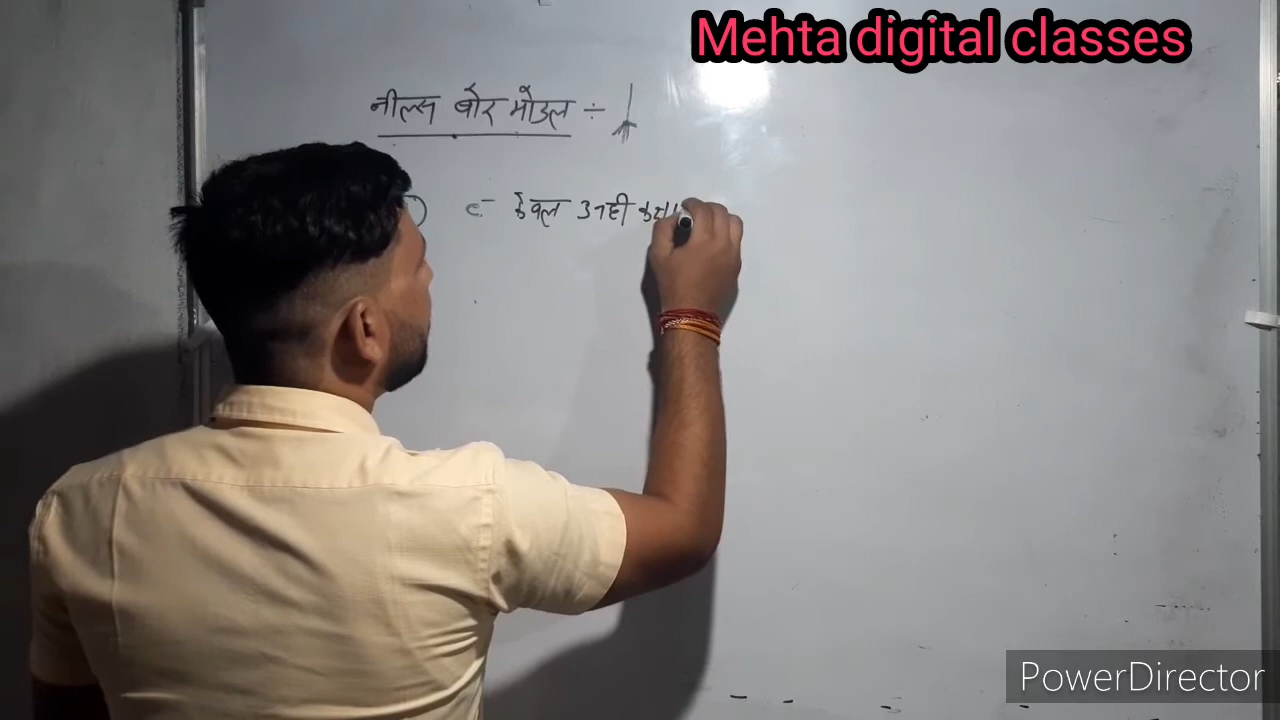 Mehta digital classes
नील्स बोर मॉडल ÷
e⁻ केवल उन्ही
PowerDirector